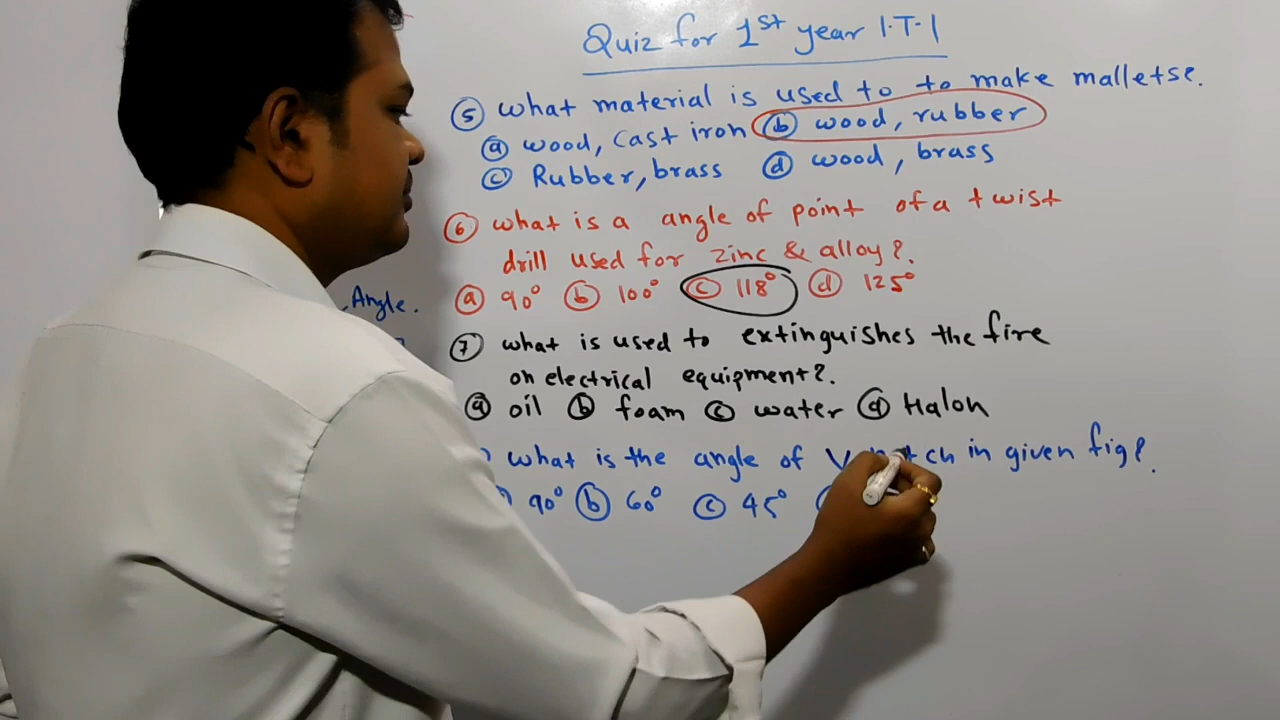 Quiz for 1st year I.T.I
⑤ What material is used to to make malletse.
ⓐ wood, cast iron ⓑ wood, rubber
ⓒ Rubber, brass ⓓ wood, brass
⑥ what is a angle of point of a twist
drill used for zinc & alloy?.
ⓐ 90° ⓑ 100° ⓒ 118° ⓓ 125°
Angle.
⑦ what is used to extinguishes the fire
on electrical equipment?.
ⓐ oil ⓑ foam ⓒ water ⓓ Halon
what is the angle of V in given fig?.
90° ⓑ 60° ⓒ 45°